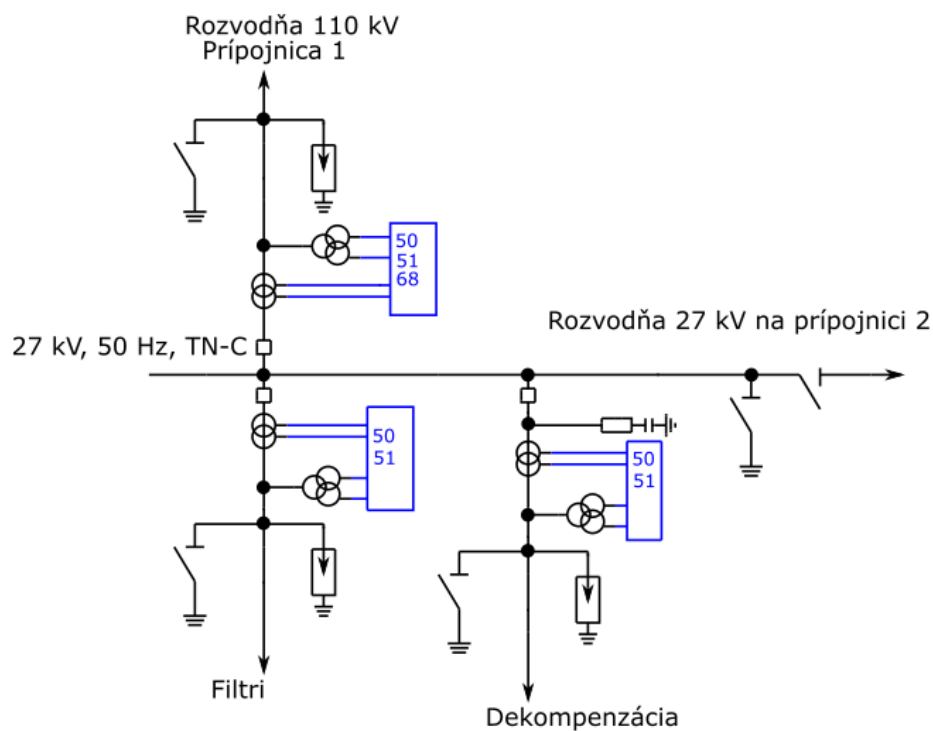 Rozvodňa 110 kV
Prípojnica 1
50
51
68
Rozvodňa 27 kV na prípojnici 2
27 kV, 50 Hz, TN-C
50
51
50
51
Filtri
Dekompenzácia